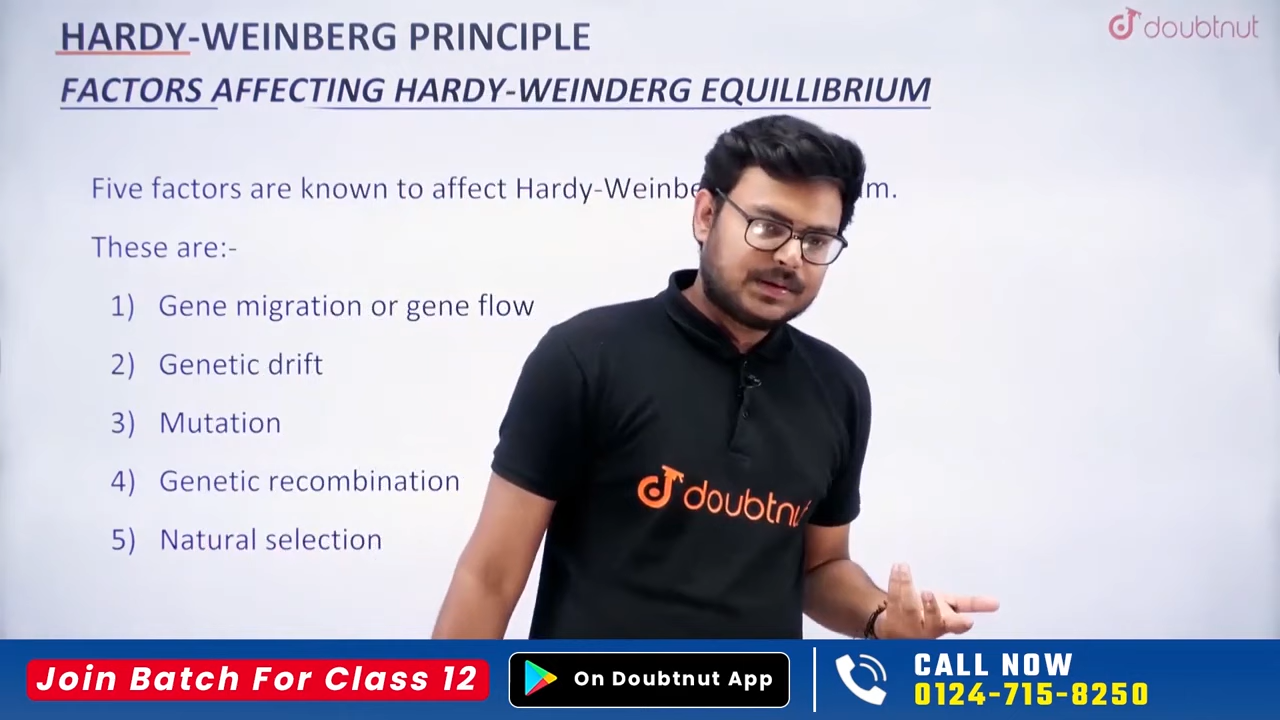 HARDY-WEINBERG PRINCIPLE
doubtnut
FACTORS AFFECTING HARDY-WEINDERG EQUILLIBRIUM
Five factors are known to affect Hardy-Weinbe m.
These are:-
1) Gene migration or gene flow
2) Genetic drift
3) Mutation
4) Genetic recombination
5) Natural selection
doubtnu
Join Batch For Class 12
On Doubtnut App
CALL NOW
0124-715-8250